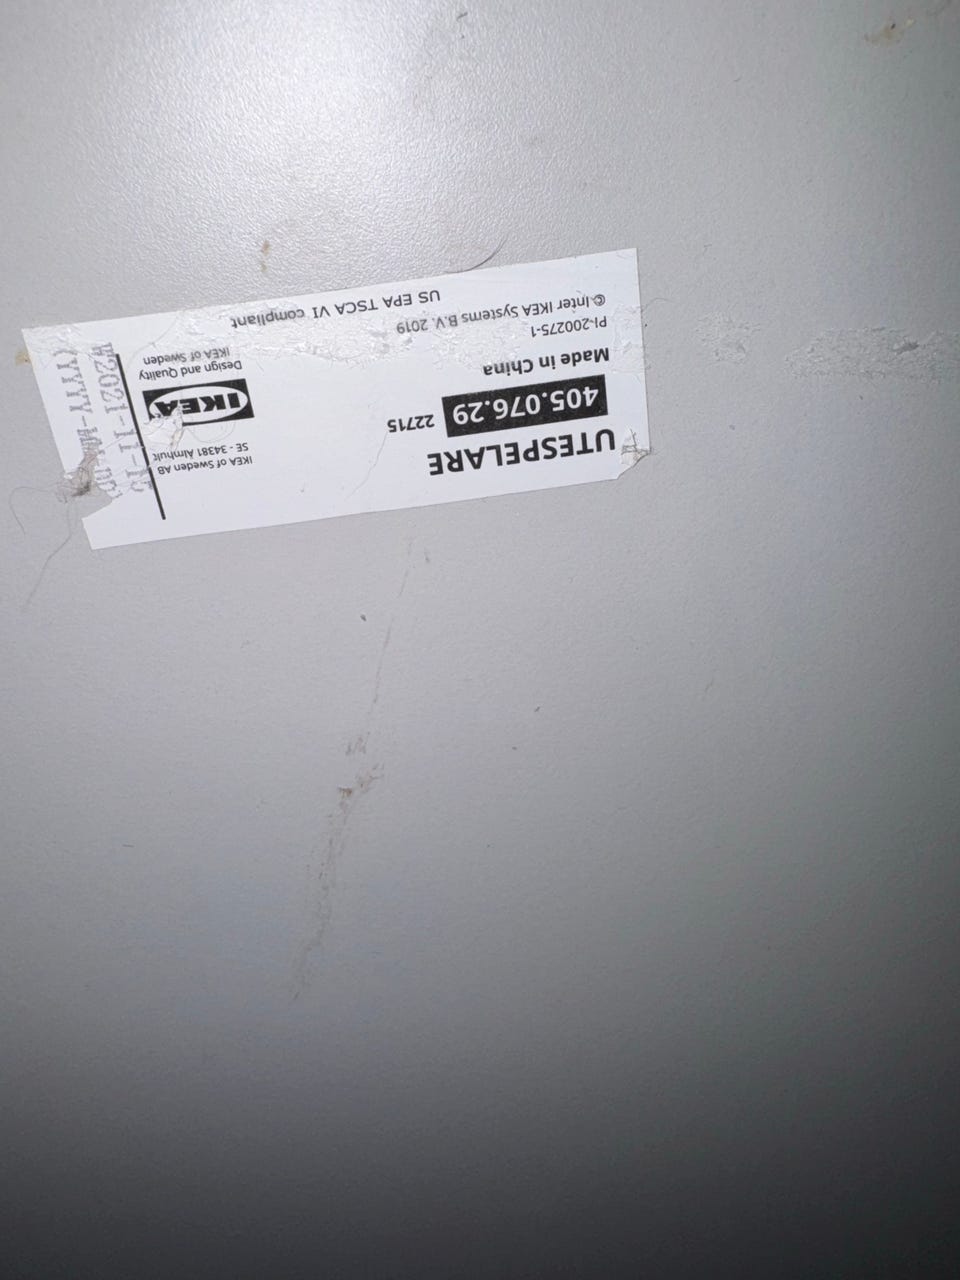 UTESPELARE
405.076.29 22715
Made in China
PI-200275-1
© Inter IKEA Systems B.V. 2019
US EPA TSCA VI compliant
IKEA of Sweden AB
SE - 34381 Älmhult
IKEA
Design and Quality
IKEA of Sweden